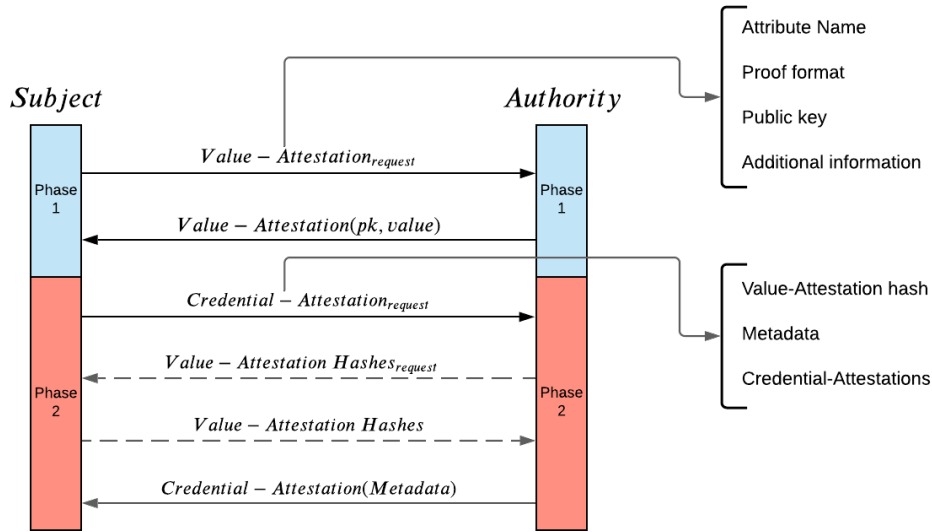 Attribute Name
Proof format
Public key
Additional information
Subject
Authority
Value − Attestation_request
Phase
1
Phase
1
Value − Attestation(pk, value)
Credential − Attestation_request
Value-Attestation hash
Metadata
Credential-Attestations
Value − Attestation Hashes_request
Phase
2
Phase
2
Value − Attestation Hashes
Credential − Attestation(Metadata)